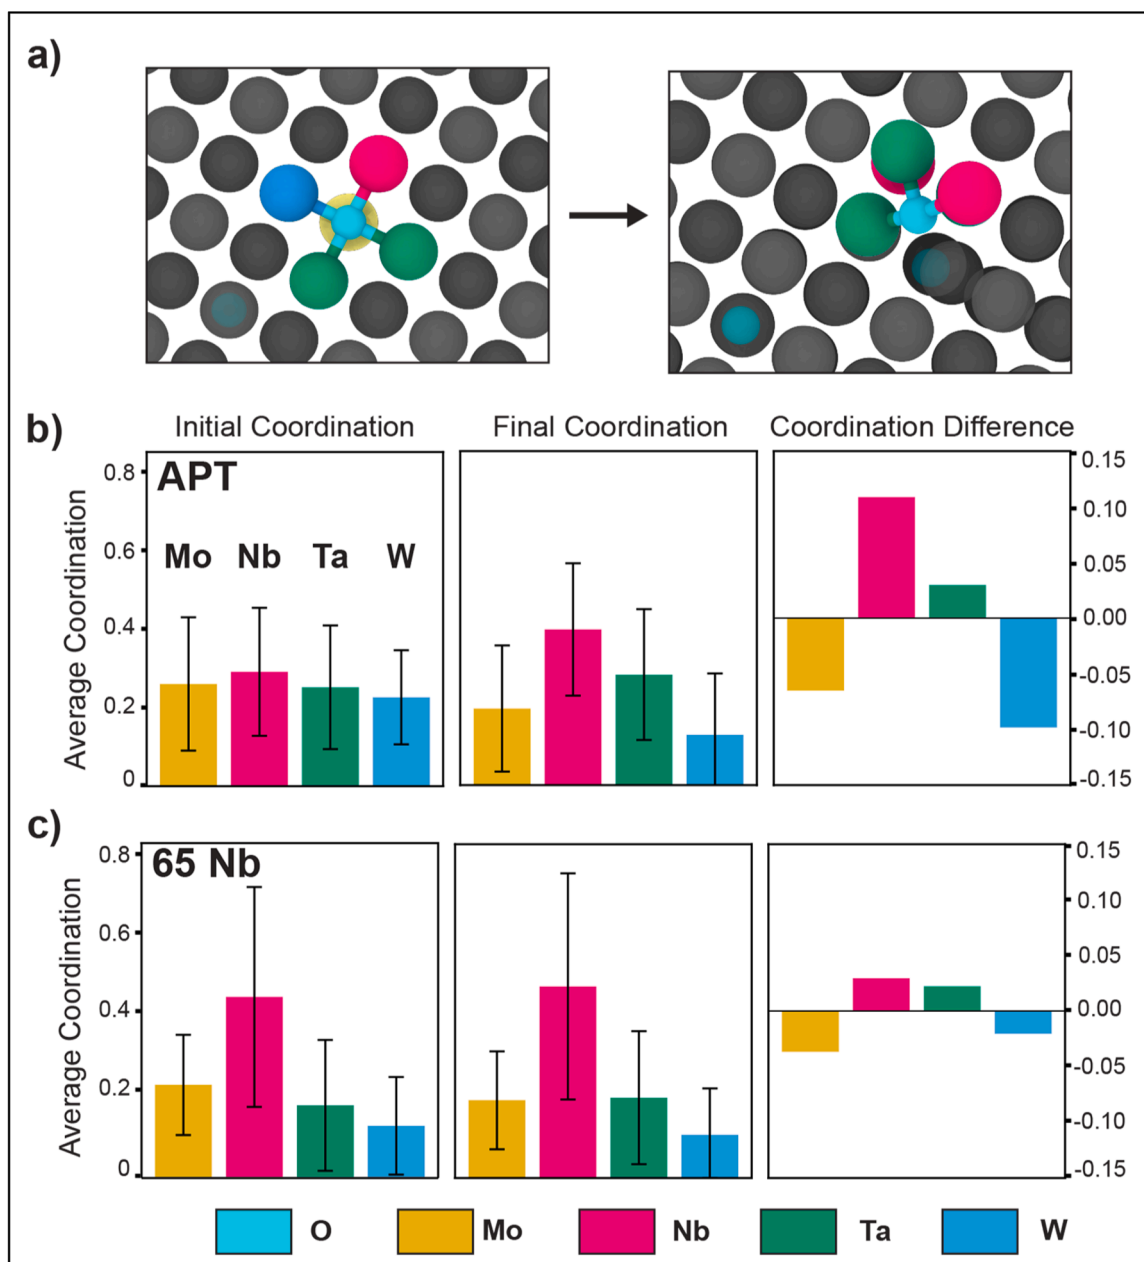 a)
b)
Initial Coordination
Final Coordination
Coordination Difference
APT
Mo Nb Ta W
Average Coordination
0.8
0.6
0.4
0.2
0
0.15
0.10
0.05
0.00
-0.05
-0.10
-0.15
c)
65 Nb
Average Coordination
0.8
0.6
0.4
0.2
0
0.15
0.10
0.05
0.00
-0.05
-0.10
-0.15
O Mo Nb Ta W